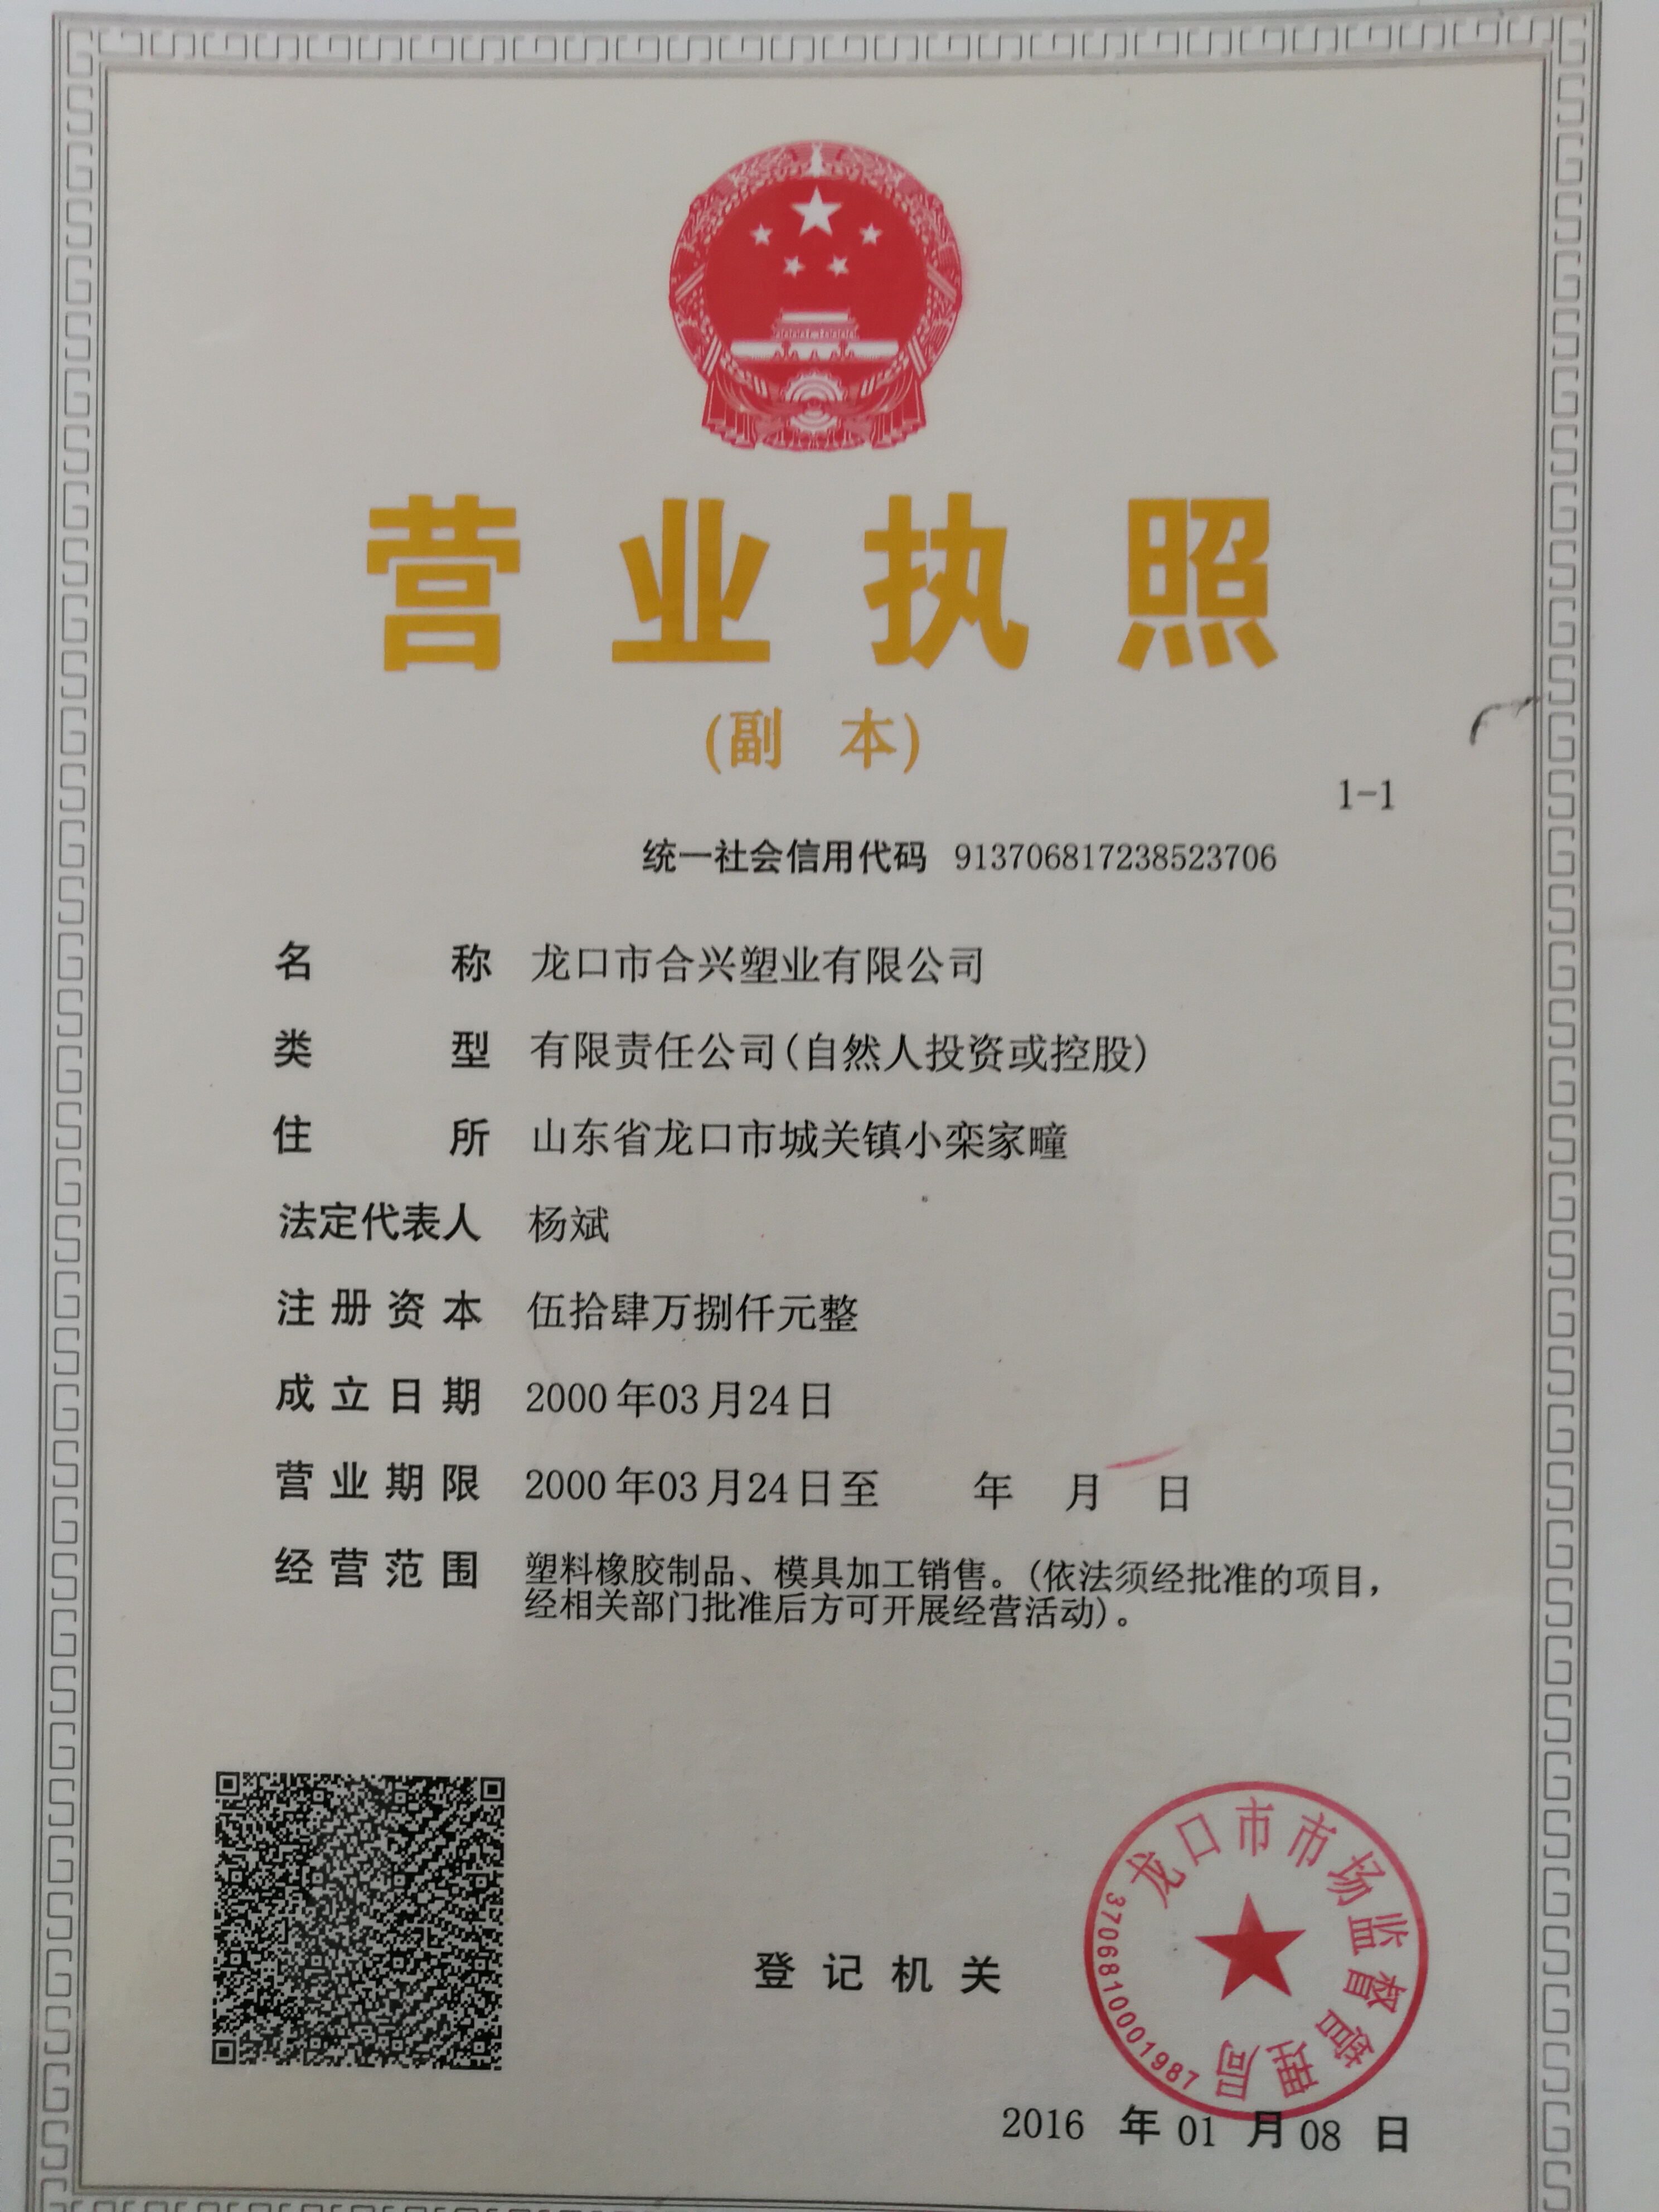 营业执照
(副 本)
1-1
统一社会信用代码 913706817238523706
名 称 龙口市合兴塑业有限公司
类 型 有限责任公司(自然人投资或控股)
住 所 山东省龙口市城关镇小栾家疃
法定代表人 杨斌
注册资本 伍拾肆万捌仟元整
成立日期 2000年03月24日
营业期限 2000年03月24日至 年 月 日
经营范围 塑料橡胶制品、模具加工销售。(依法须经批准的项目,
经相关部门批准后方可开展经营活动)。
龙口市市场监督管理局
3706810001987
登记机关
2016 年 01 月 08 日